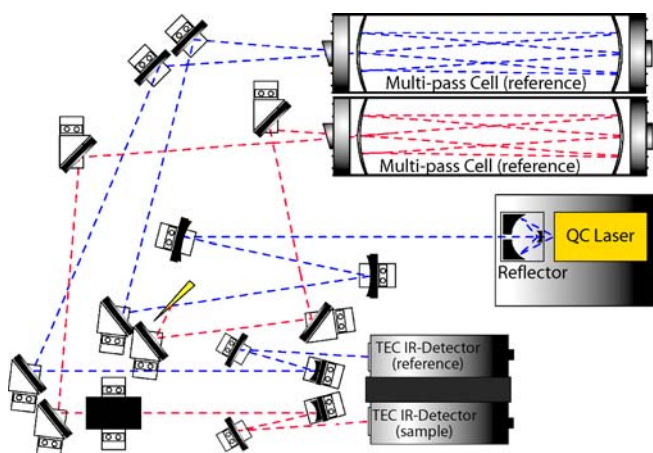 Multi-pass Cell (reference)
Multi-pass Cell (reference)
QC Laser
Reflector
TEC IR-Detector
(reference)
TEC IR-Detector
(sample)